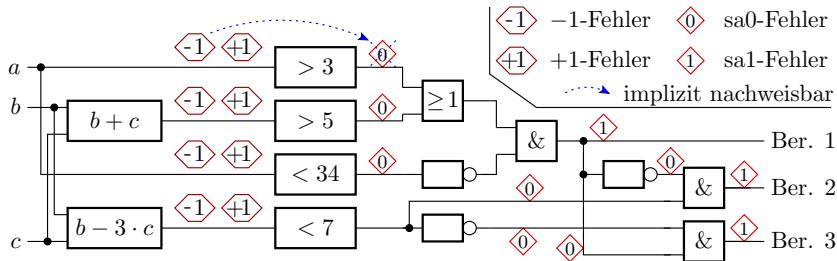 -1 −1-Fehler 0 sa0-Fehler
+1 +1-Fehler 1 sa1-Fehler
implizit nachweisbar
a -1 +1 > 3 0
b b + c -1 +1 > 5 0 ≥1
-1 +1 < 34 0 & 1 Ber. 1
0 & 1 Ber. 2
0
c b − 3 · c -1 +1 < 7 0 0 & 1 Ber. 3